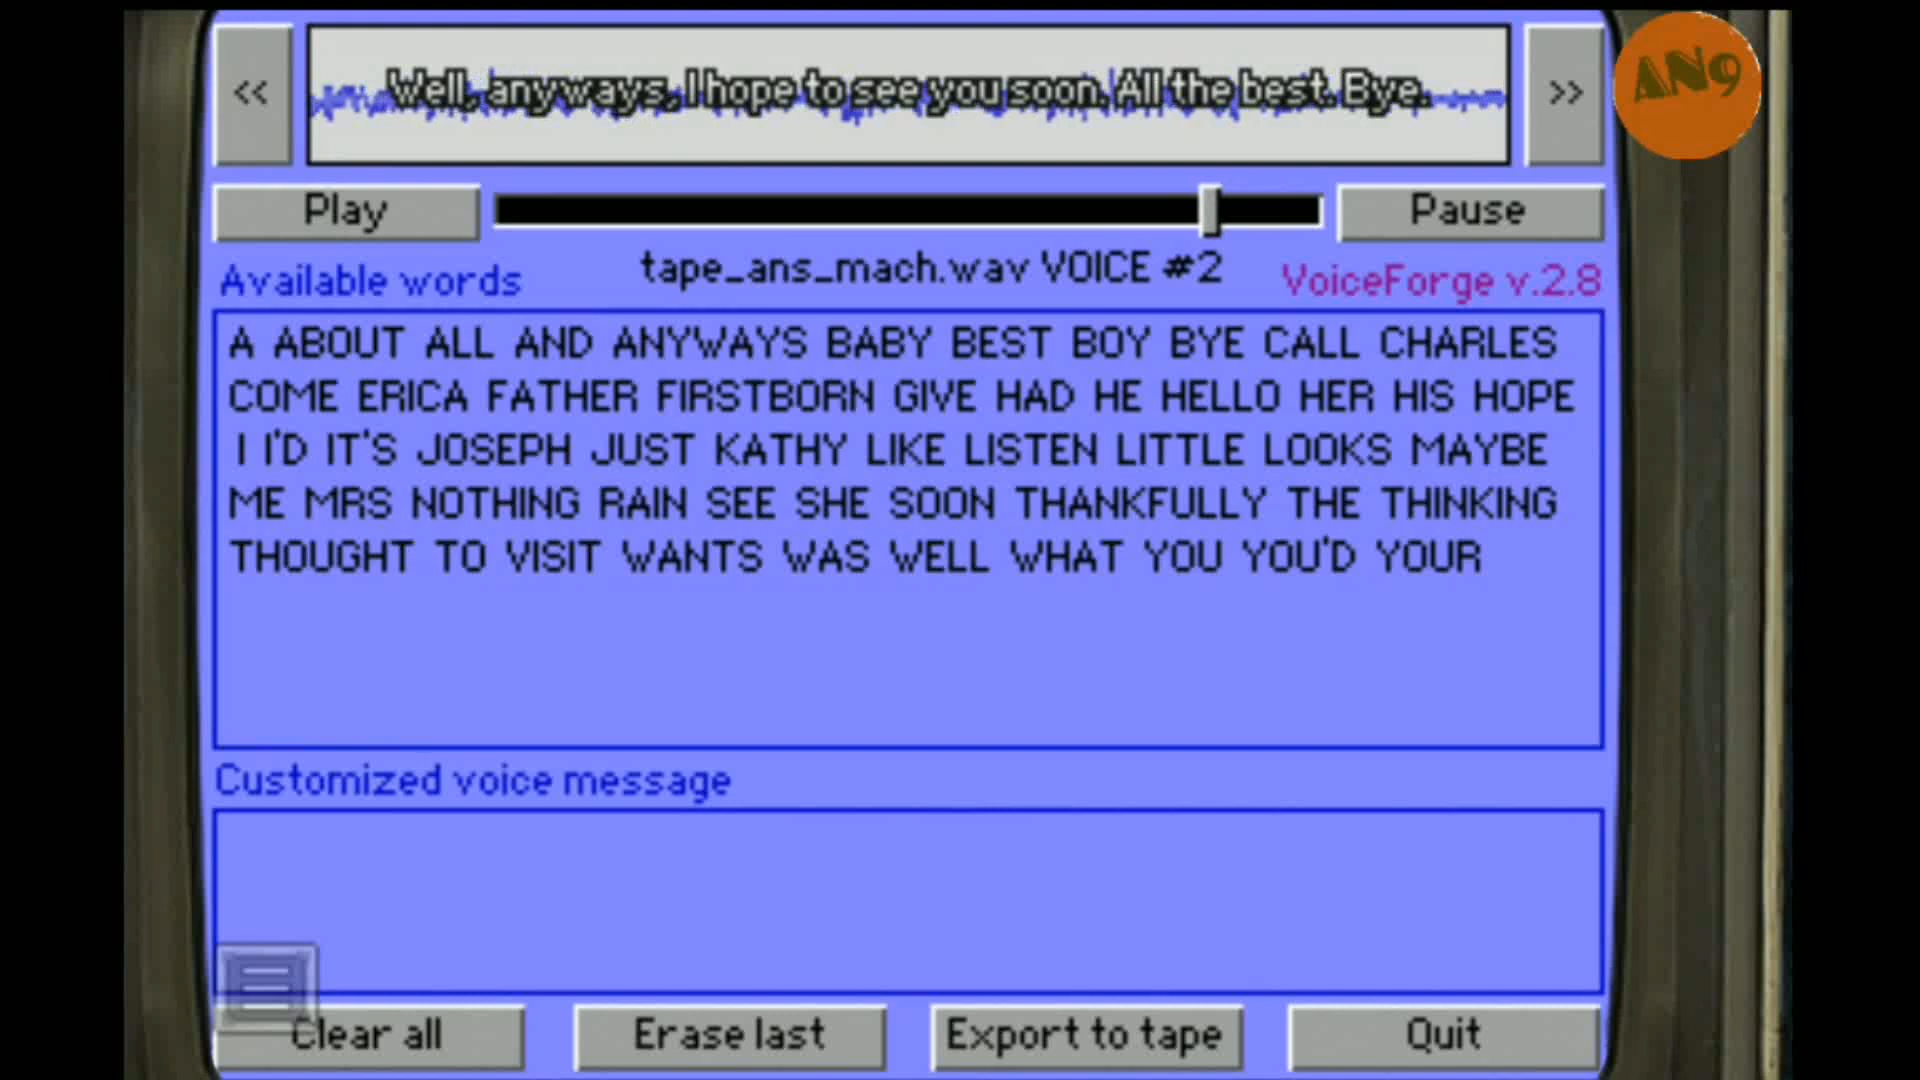 <<
Well, anyways, I hope to see you soon. All the best. Bye.
>>
AN9
Play
Pause
Available words
tape_ans_mach.wav VOICE #2
VoiceForge v.2.8
A ABOUT ALL AND ANYWAYS BABY BEST BOY BYE CALL CHARLES
COME ERICA FATHER FIRSTBORN GIVE HAD HE HELLO HER HIS HOPE
I I'D IT'S JOSEPH JUST KATHY LIKE LISTEN LITTLE LOOKS MAYBE
ME MRS NOTHING RAIN SEE SHE SOON THANKFULLY THE THINKING
THOUGHT TO VISIT WANTS WAS WELL WHAT YOU YOU'D YOUR
Customized voice message
Clear all
Erase last
Export to tape
Quit